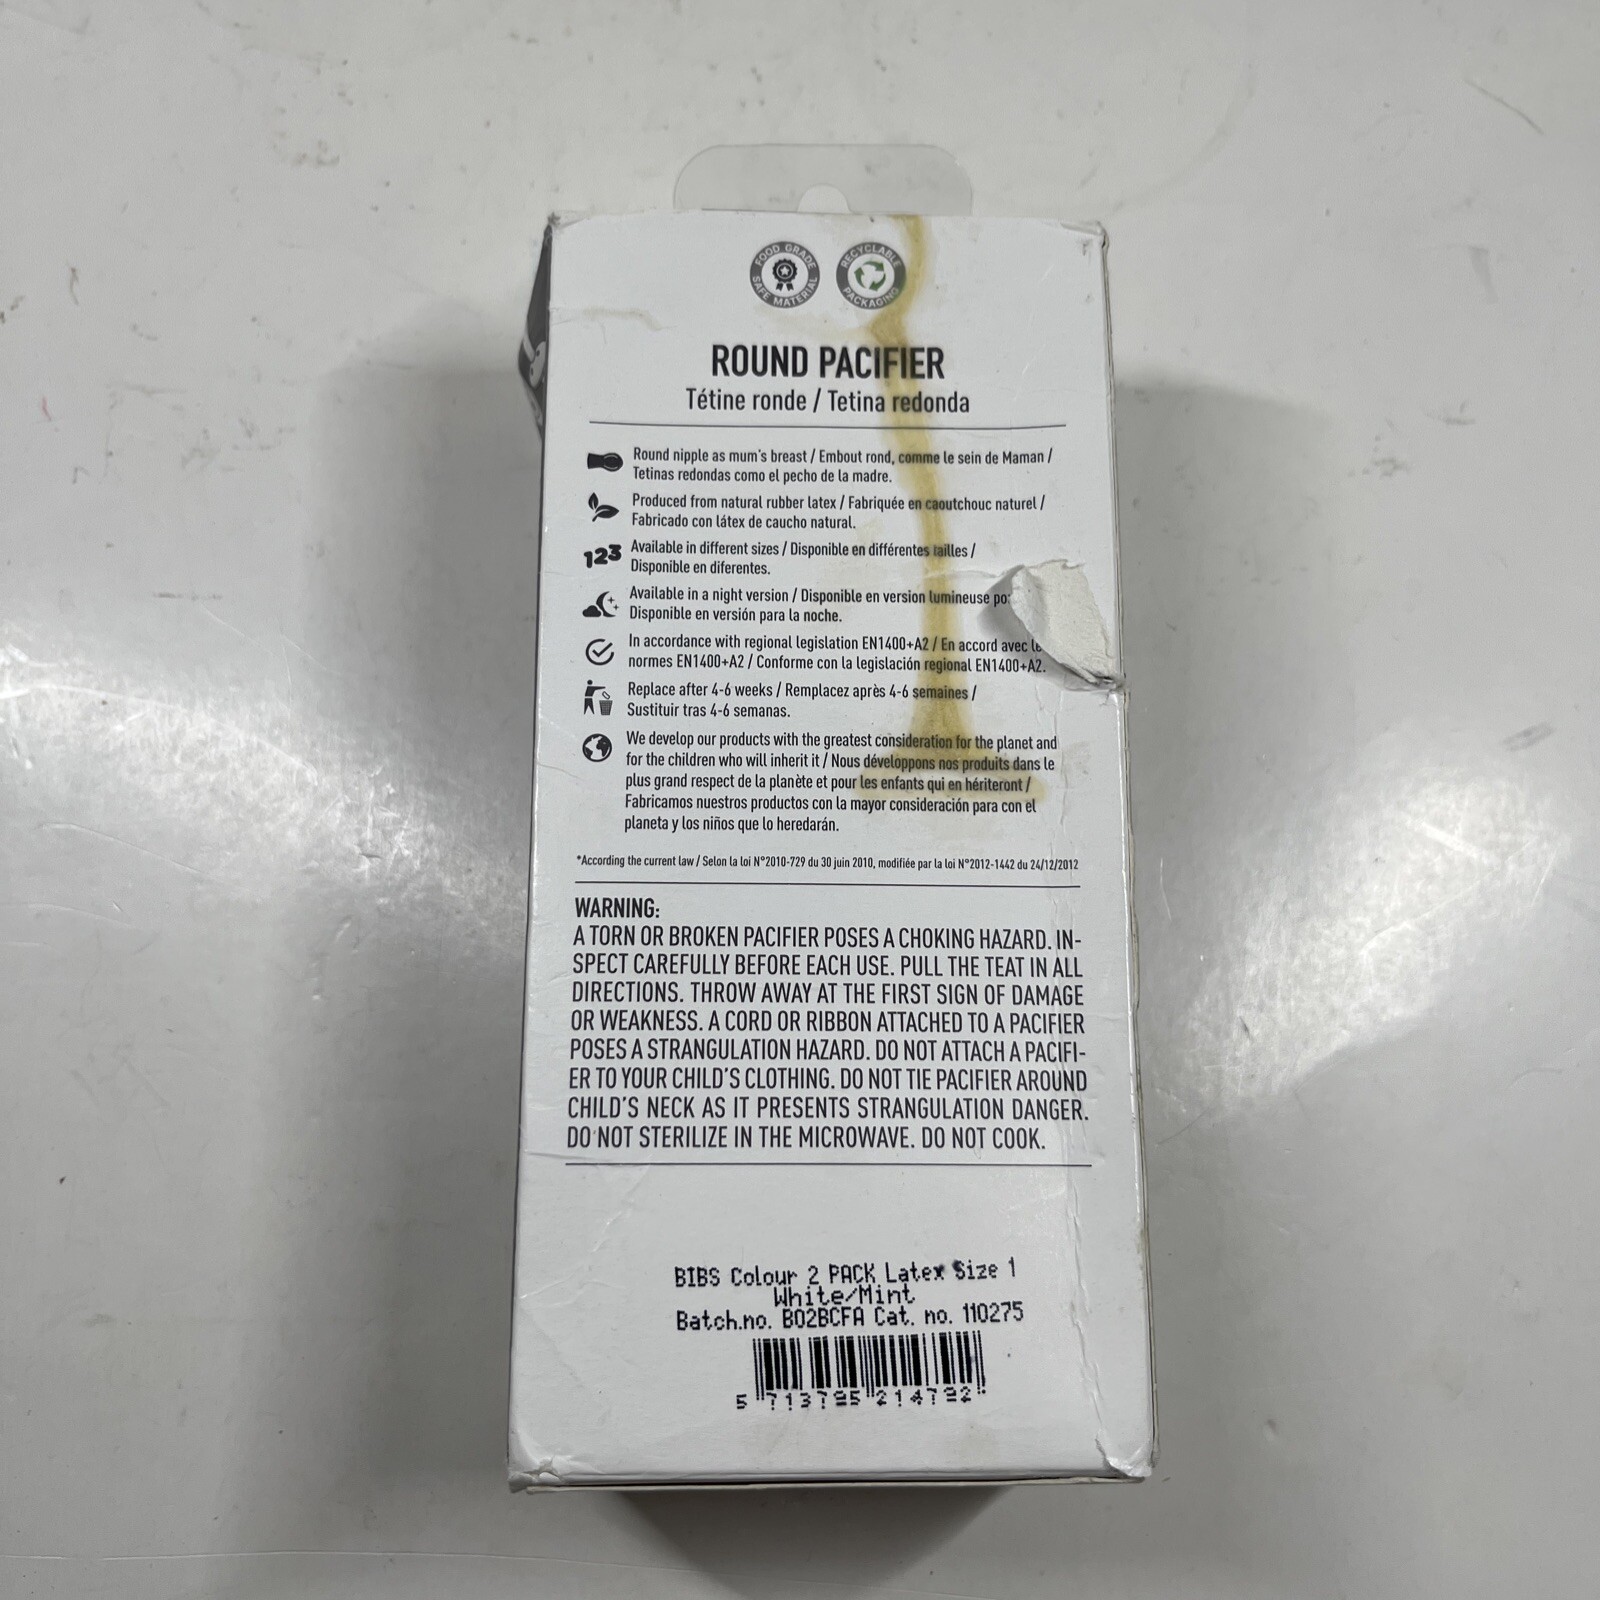 FOOD GRADE
SAFE MATERIAL
RECYCLABLE
PACKAGING
ROUND PACIFIER
Tétine ronde / Tetina redonda
Round nipple as mum's breast / Embout rond, comme le sein de Maman /
Tetinas redondas como el pecho de la madre.
Produced from natural rubber latex / Fabriquée en caoutchouc naturel /
Fabricado con látex de caucho natural.
123
Available in different sizes / Disponible en différentes tailles /
Disponible en diferentes.
Available in a night version / Disponible en version lumineuse
Disponible en versión para la noche.
In accordance with regional legislation EN1400+A2 / En accord avec
normes EN1400+A2 / Conforme con la legislación regional EN1400+A2.
Replace after 4-6 weeks / Remplacez après 4-6 semaines /
Sustituir tras 4-6 semanas.
We develop our products with the greatest consideration for the planet and
for the children who will inherit it / Nous développons nos produits dans le
plus grand respect de la planète et pour les enfants qui en hériteront /
Fabricamos nuestros productos con la mayor consideración para con el
planeta y los niños que lo heredarán.
*According the current law / Selon la loi N°2010-729 du 30 juin 2010, modifiée par la loi N°2012-1442 du 24/12/2012
WARNING:
A TORN OR BROKEN PACIFIER POSES A CHOKING HAZARD. IN-
SPECT CAREFULLY BEFORE EACH USE. PULL THE TEAT IN ALL
DIRECTIONS. THROW AWAY AT THE FIRST SIGN OF DAMAGE
OR WEAKNESS. A CORD OR RIBBON ATTACHED TO A PACIFIER
POSES A STRANGULATION HAZARD. DO NOT ATTACH A PACIFI-
ER TO YOUR CHILD'S CLOTHING. DO NOT TIE PACIFIER AROUND
CHILD'S NECK AS IT PRESENTS STRANGULATION DANGER.
DO NOT STERILIZE IN THE MICROWAVE. DO NOT COOK.
BIBS Colour 2 PACK Latex Size 1
White/Mint
Batch.no. B02BCFA Cat. no. 110275
5 713795 214792